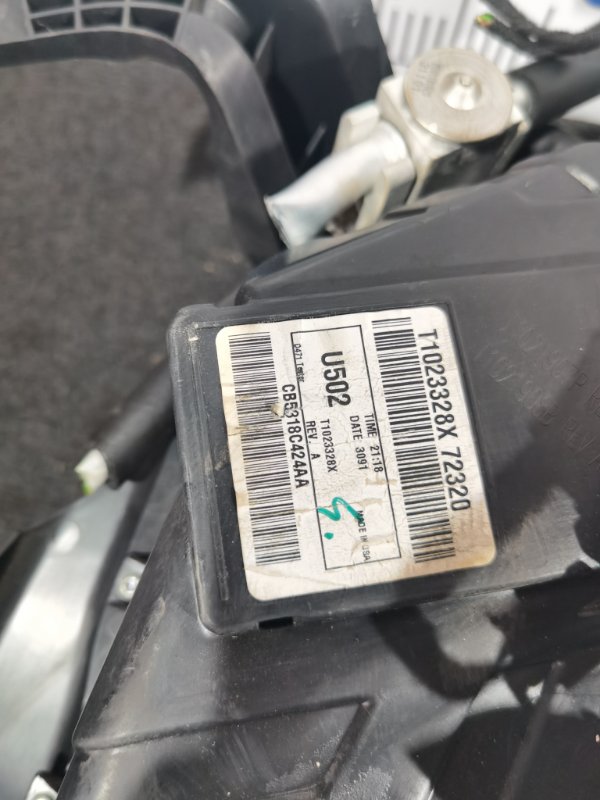 T1023328X 72320
TIME 21:18
DATE 3091
MADE IN USA
U502
T1023328X
REV. A
CB5318C424AA